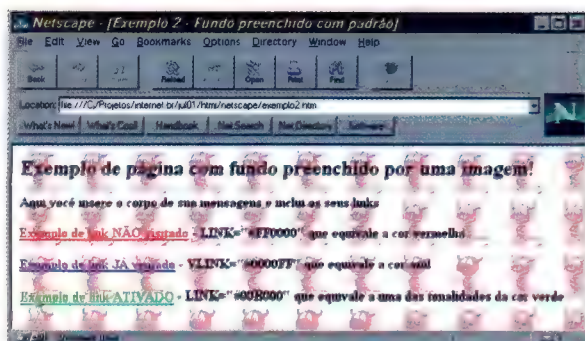 Netscape - [Exemplo 2 - Fundo preenchido com padrão]
File Edit View Go Bookmarks Options Directory Window Help
Back Reload Open Print Find
Location: file:///C|/Projetos/internet.br/jul01/html/netscape/exemplo2.htm
What's New! What's Cool! Handbook Net Search Net Directory Software
Exemplo de página com fundo preenchido por uma imagem!
Aqui você insere o corpo de sua mensagens e inclui os seus links
Exemplo de link NÃO visitado - LINK="#FF0000" que equivale a cor vermelha
Exemplo de link JÁ visitado - VLINK="#0000FF" que equivale a cor azul
Exemplo de link ATIVADO - LINK="#00B000" que equivale a uma das tonalidades da cor verde